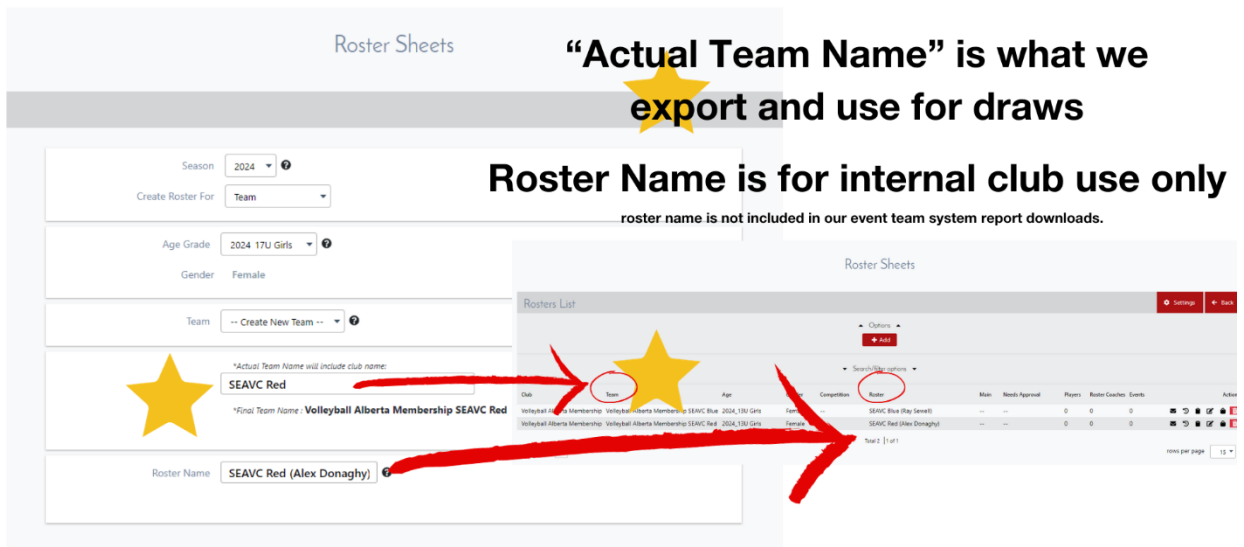 Roster Sheets
“Actual Team Name” is what we
export and use for draws
Roster Name is for internal club use only
roster name is not included in our event team system report downloads.
Season 2024
Create Roster For Team
Age Grade 2024 17U Girls
Gender Female
Team -- Create New Team --
*Actual Team Name will include club name:
SEAVC Red
*Final Team Name : Volleyball Alberta Membership SEAVC Red
Roster Name SEAVC Red (Alex Donaghy)
Roster Sheets
Rosters List Settings Back
Options
+ Add
Search/filter options
Club Team Age Competition Roster Main Needs Approval Players Roster Coaches Events Action
Volleyball Alberta Membership Volleyball Alberta Membership SEAVC Blue 2024_13U Girls Female -- SEAVC Blue (Ray Sewell) -- -- 0 0 0
Volleyball Alberta Membership Volleyball Alberta Membership SEAVC Red 2024_13U Girls Female SEAVC Red (Alex Donaghy) -- -- 0 0 0
Total 2 | 1 of 1
rows per page 15